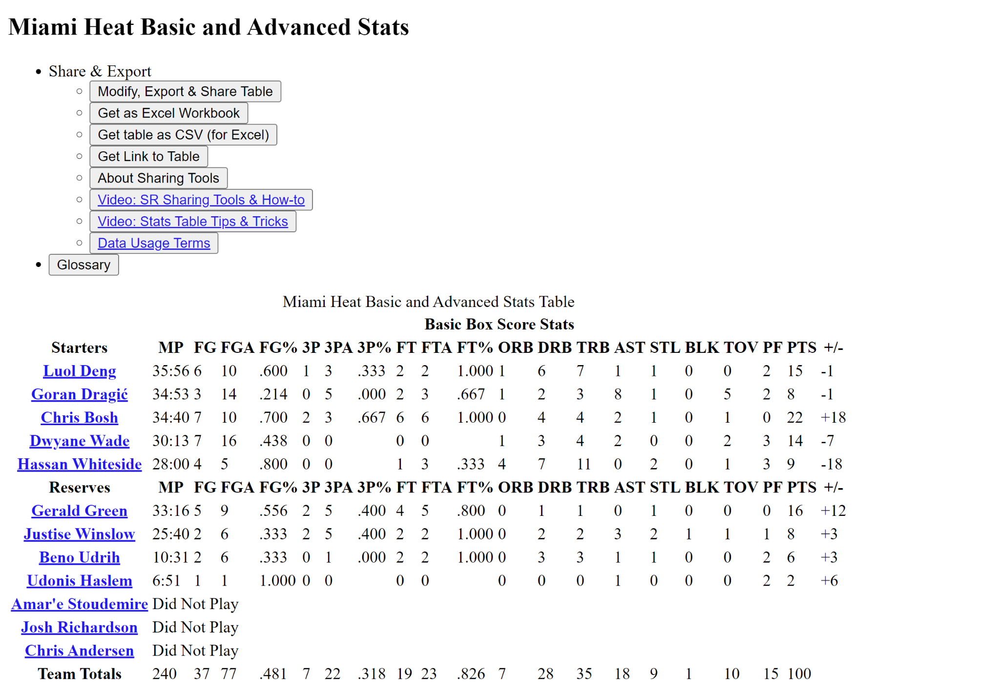 Miami Heat Basic and Advanced Stats
Share & Export
Modify, Export & Share Table
Get as Excel Workbook
Get table as CSV (for Excel)
Get Link to Table
About Sharing Tools
Video: SR Sharing Tools & How-to
Video: Stats Table Tips & Tricks
Data Usage Terms
Glossary
Miami Heat Basic and Advanced Stats Table
Basic Box Score Stats
Starters MP FG FGA FG% 3P 3PA 3P% FT FTA FT% ORB DRB TRB AST STL BLK TOV PF PTS +/-
Luol Deng 35:56 6 10 .600 1 3 .333 2 2 1.000 1 6 7 1 1 0 0 2 15 -1
Goran Dragić 34:53 3 14 .214 0 5 .000 2 3 .667 1 2 3 8 1 0 5 2 8 -1
Chris Bosh 34:40 7 10 .700 2 3 .667 6 6 1.000 0 4 4 2 1 0 1 0 22 +18
Dwyane Wade 30:13 7 16 .438 0 0 0 0 1 3 4 2 0 0 2 3 14 -7
Hassan Whiteside 28:00 4 5 .800 0 0 1 3 .333 4 7 11 0 2 0 1 3 9 -18
Reserves MP FG FGA FG% 3P 3PA 3P% FT FTA FT% ORB DRB TRB AST STL BLK TOV PF PTS +/-
Gerald Green 33:16 5 9 .556 2 5 .400 4 5 .800 0 1 1 0 1 0 0 0 16 +12
Justise Winslow 25:40 2 6 .333 2 5 .400 2 2 1.000 0 2 2 3 2 1 1 1 8 +3
Beno Udrih 10:31 2 6 .333 0 1 .000 2 2 1.000 0 3 3 1 1 0 0 2 6 +3
Udonis Haslem 6:51 1 1 1.000 0 0 0 0 0 0 0 1 0 0 0 2 2 +6
Amar'e Stoudemire Did Not Play
Josh Richardson Did Not Play
Chris Andersen Did Not Play
Team Totals 240 37 77 .481 7 22 .318 19 23 .826 7 28 35 18 9 1 10 15 100